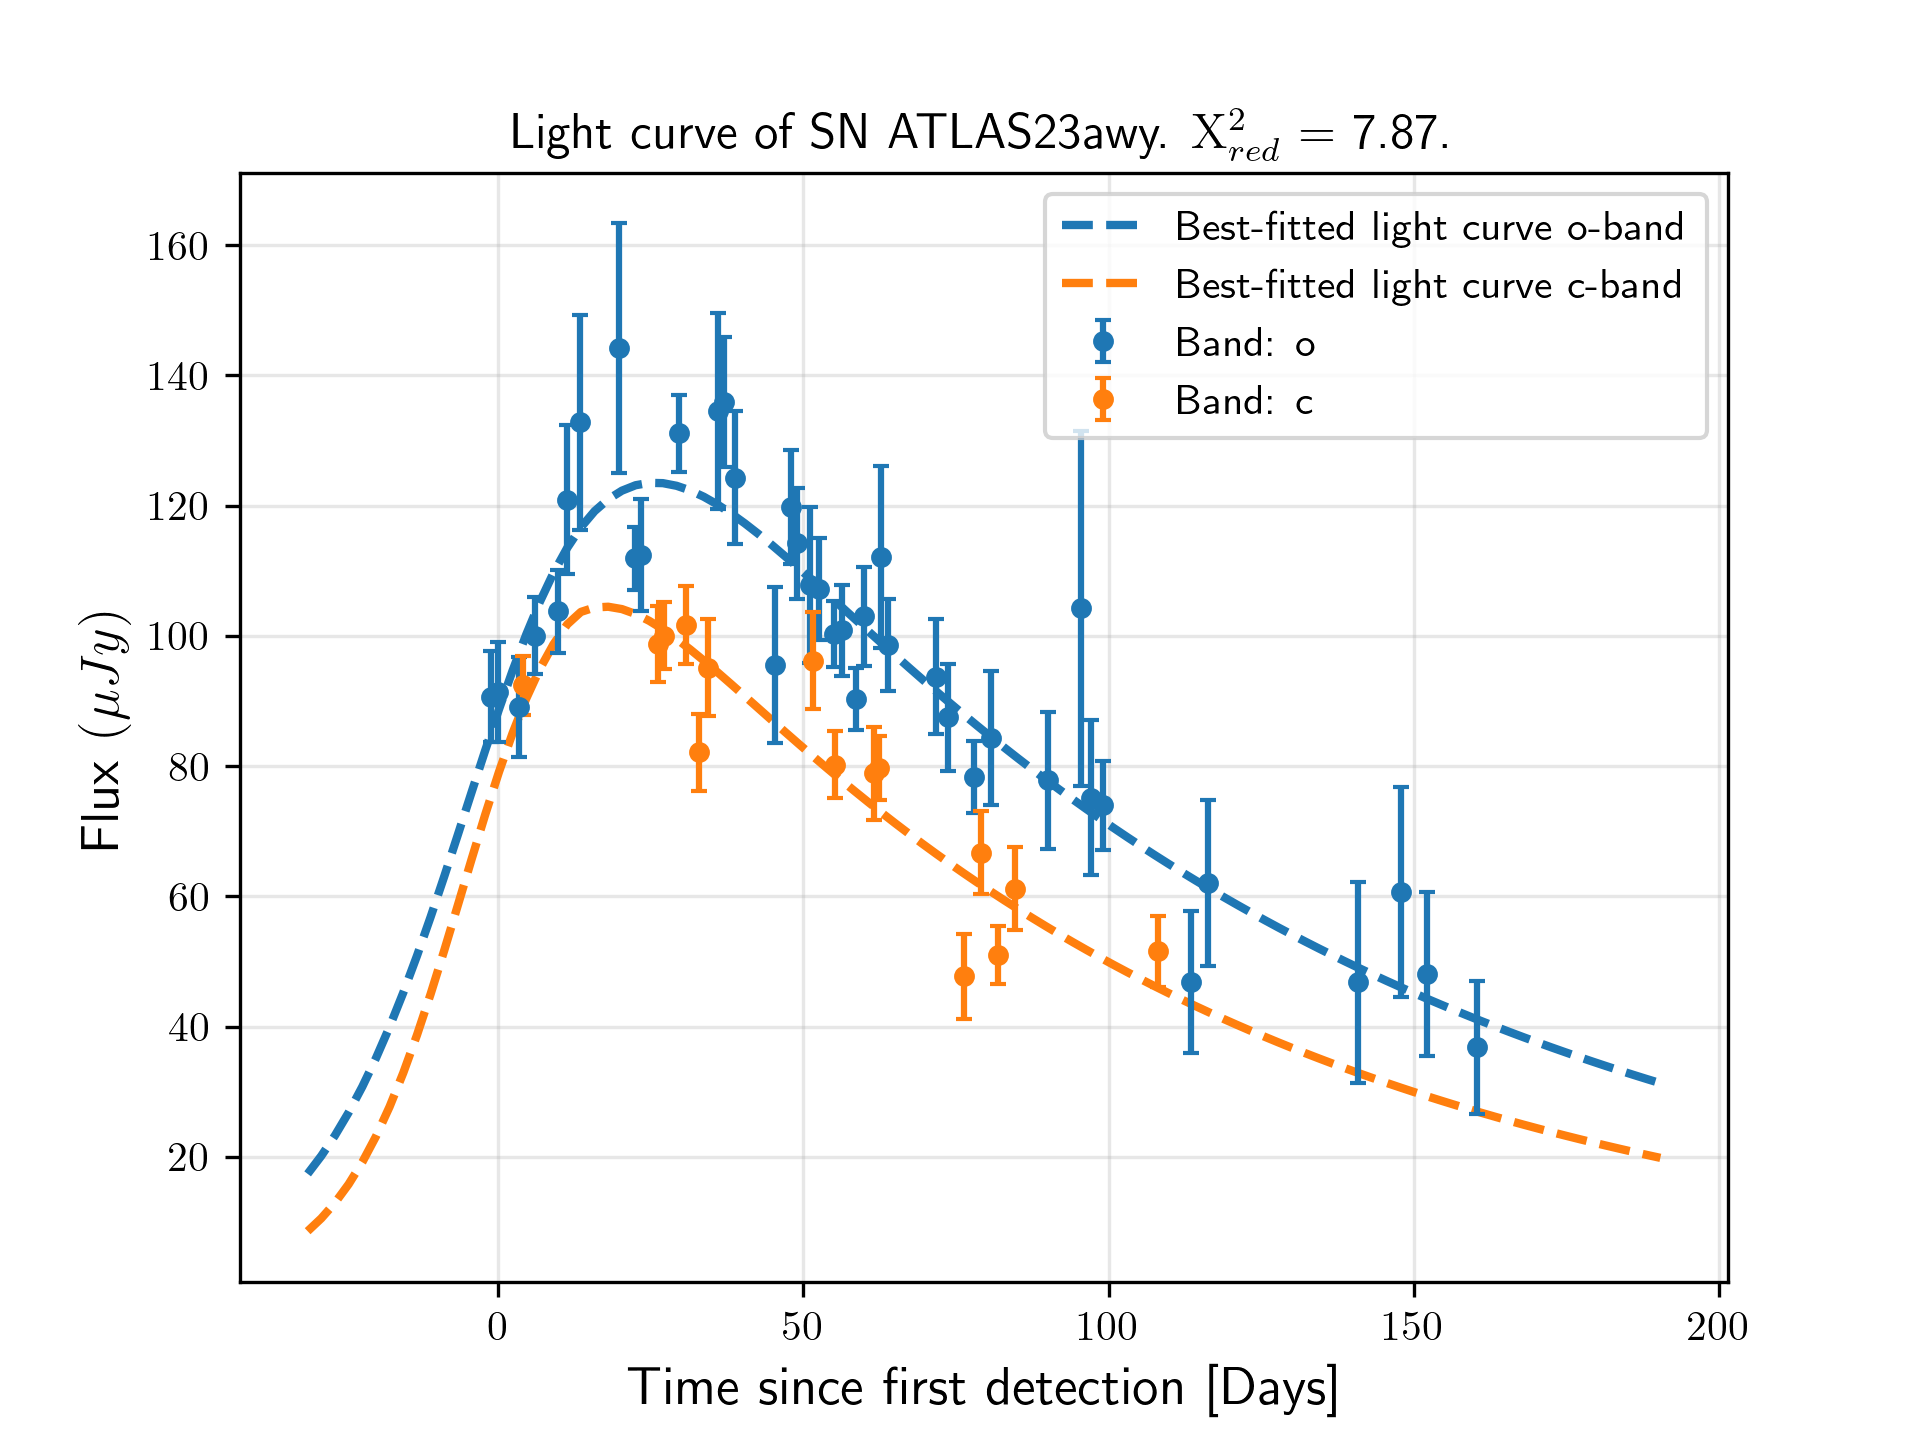 Light curve of SN ATLAS23awy. X²_red = 7.87.
Best-fitted light curve o-band
Best-fitted light curve c-band
Band: o
Band: c
160
140
120
100
80
60
40
20
Flux (μJy)
0 50 100 150 200
Time since first detection [Days]